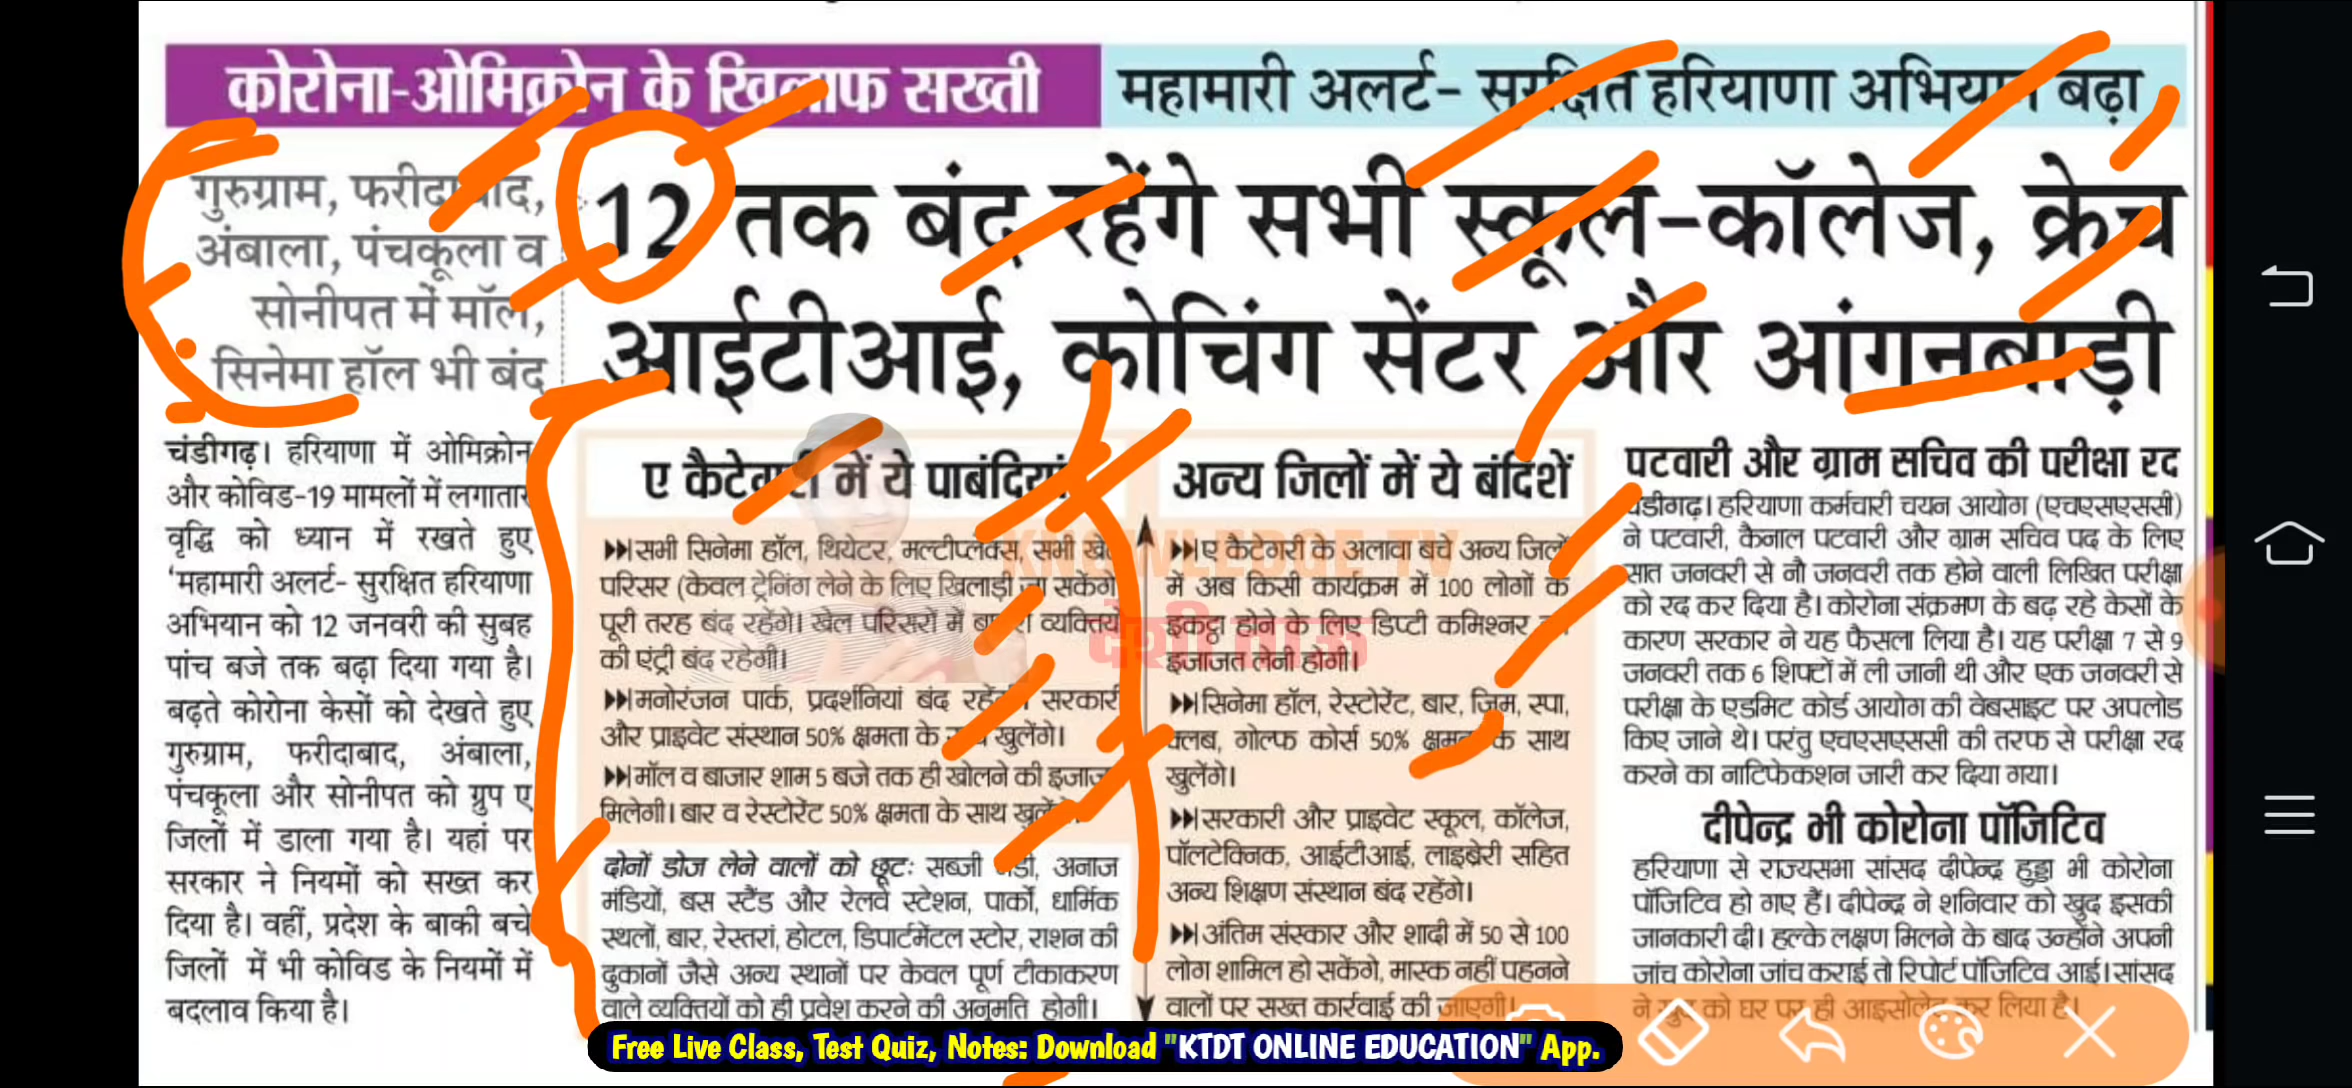 कोरोना-ओमिक्रोन के खिलाफ सख्ती
महामारी अलर्ट- सुरक्षित हरियाणा अभियान बढ़ा
गुरुग्राम, फरीदाबाद,
अंबाला, पंचकूला व
सोनीपत में मॉल,
सिनेमा हॉल भी बंद
12 तक बंद रहेंगे सभी स्कूल-कॉलेज, क्रेच
आईटीआई, कोचिंग सेंटर और आंगनबाड़ी
चंडीगढ़। हरियाणा में ओमिक्रोन
और कोविड-19 मामलों में लगातार
वृद्धि को ध्यान में रखते हुए
'महामारी अलर्ट- सुरक्षित हरियाणा
अभियान को 12 जनवरी की सुबह
पांच बजे तक बढ़ा दिया गया है।
बढ़ते कोरोना केसों को देखते हुए
गुरुग्राम, फरीदाबाद, अंबाला,
पंचकूला और सोनीपत को ग्रुप ए
जिलों में डाला गया है। यहां पर
सरकार ने नियमों को सख्त कर
दिया है। वहीं, प्रदेश के बाकी बचे
जिलों में भी कोविड के नियमों में
बदलाव किया है।
ए कैटेगरी में ये पाबंदियां
▶▶सभी सिनेमा हॉल, थियेटर, मल्टीप्लेक्स, सभी खेल
परिसर (केवल ट्रेनिंग लेने के लिए खिलाड़ी जा सकेंगे
पूरी तरह बंद रहेंगे। खेल परिसरों में बाहरी
की एंट्री बंद रहेगी।
▶▶मनोरंजन पार्क, प्रदर्शनियां बंद रहेंगी सरकारी
और प्राइवेट संस्थान 50% क्षमता के साथ खुलेंगे।
▶▶मॉल व बाजार शाम 5 बजे तक ही खोलने की इजाजत
मिलेगी। बार व रेस्टोरेंट 50% क्षमता के साथ खुलेंगे।
दोनों डोज लेने वालों को छूटः सब्जी मंडी, अनाज
मंडियों, बस स्टैंड और रेलवे स्टेशन, पार्कों, धार्मिक
स्थलों, बार, रेस्तरां, होटल, डिपार्टमेंटल स्टोर, राशन की
दुकानों जैसे अन्य स्थानों पर केवल पूर्ण टीकाकरण
वाले व्यक्तियों को ही प्रवेश करने की अनुमति होगी।
अन्य जिलों में ये बंदिशें
▶▶ए कैटेगरी के अलावा बचे अन्य जिलों
में अब किसी कार्यक्रम में 100 लोगों के
इकट्ठा होने के लिए डिप्टी कमिश्नर की
इजाजत लेनी होगी।
▶▶सिनेमा हॉल, रेस्टोरेंट, बार, जिम, स्पा,
क्लब, गोल्फ कोर्स 50% क्षमता के साथ
खुलेंगे।
▶▶सरकारी और प्राइवेट स्कूल, कॉलेज,
पॉलटेक्निक, आईटीआई, लाइब्रेरी सहित
अन्य शिक्षण संस्थान बंद रहेंगे।
▶▶अंतिम संस्कार और शादी में 50 से 100
लोग शामिल हो सकेंगे, मास्क नहीं पहनने
वालों पर सख्त कार्रवाई की जाएगी।
पटवारी और ग्राम सचिव की परीक्षा रद
चंडीगढ़। हरियाणा कर्मचारी चयन आयोग (एचएसएससी)
ने पटवारी, कैनाल पटवारी और ग्राम सचिव पद के लिए
सात जनवरी से नौ जनवरी तक होने वाली लिखित परीक्षा
को रद कर दिया है। कोरोना संक्रमण के बढ़ रहे केसों के
कारण सरकार ने यह फैसला लिया है। यह परीक्षा 7 से 9
जनवरी तक 6 शिफ्टों में ली जानी थी और एक जनवरी से
परीक्षा के एडमिट कोर्ड आयोग की वेबसाइट पर अपलोड
किए जाने थे। परंतु एचएसएससी की तरफ से परीक्षा रद
करने का नाटिफेकशन जारी कर दिया गया।
दीपेन्द्र भी कोरोना पॉजिटिव
हरियाणा से राज्यसभा सांसद दीपेन्द्र हुड्डा भी कोरोना
पॉजिटिव हो गए हैं। दीपेन्द्र ने शनिवार को खुद इसकी
जानकारी दी। हल्के लक्षण मिलने के बाद उन्होंने अपनी
जांच कोरोना जांच कराई तो रिपोर्ट पॉजिटिव आई। सांसद
ने खुद को घर पर ही आइसोलेट कर लिया है।
KNOWLEDGE TV
देशी तड़का
Free Live Class, Test Quiz, Notes: Download "KTDT ONLINE EDUCATION" App.